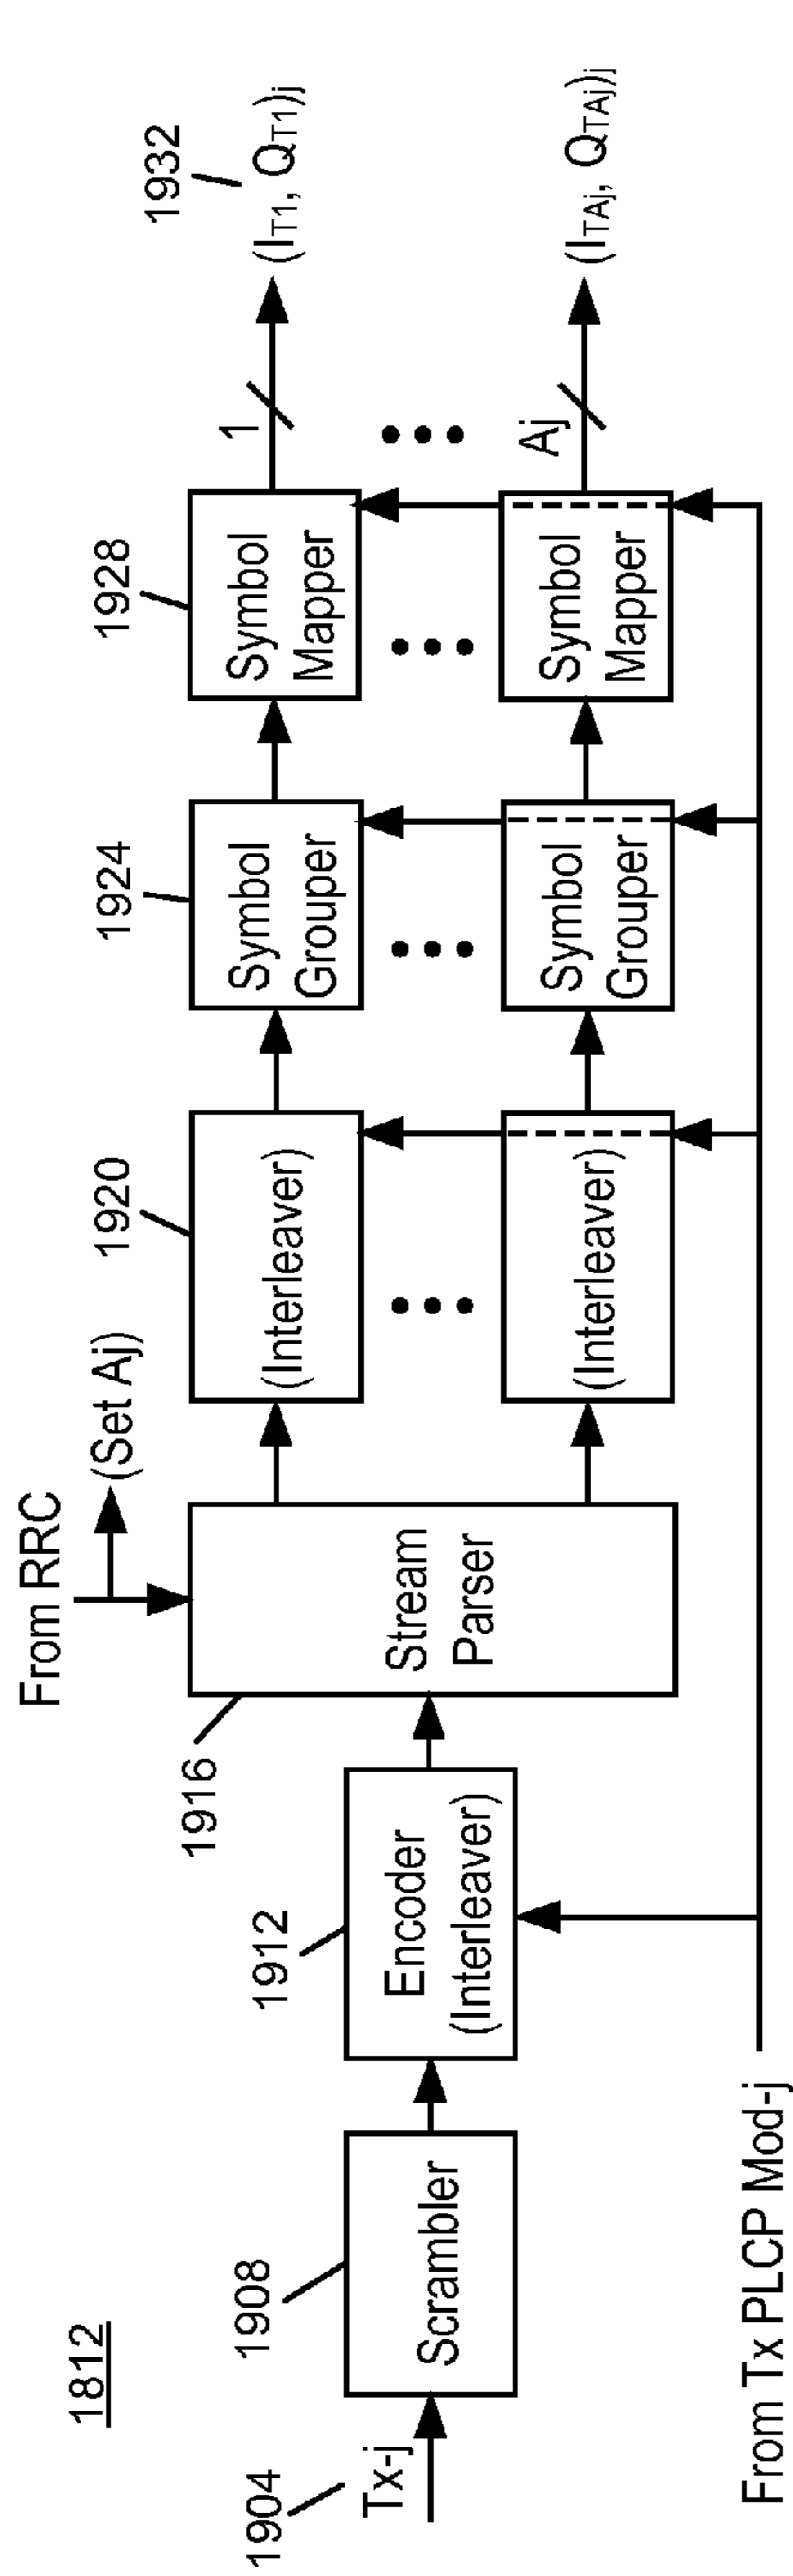 1812
1904
Tx-j
1908
Scrambler
1912
Encoder
(Interleaver)
1916
From RRC
(Set Aj)
Stream
Parser
1920
(Interleaver)
(Interleaver)
1924
Symbol
Grouper
Symbol
Grouper
1928
Symbol
Mapper
Symbol
Mapper
1
Aj
1932
(IT1, QT1)j
(ITAj, QTAj)j
From Tx PLCP Mod-j